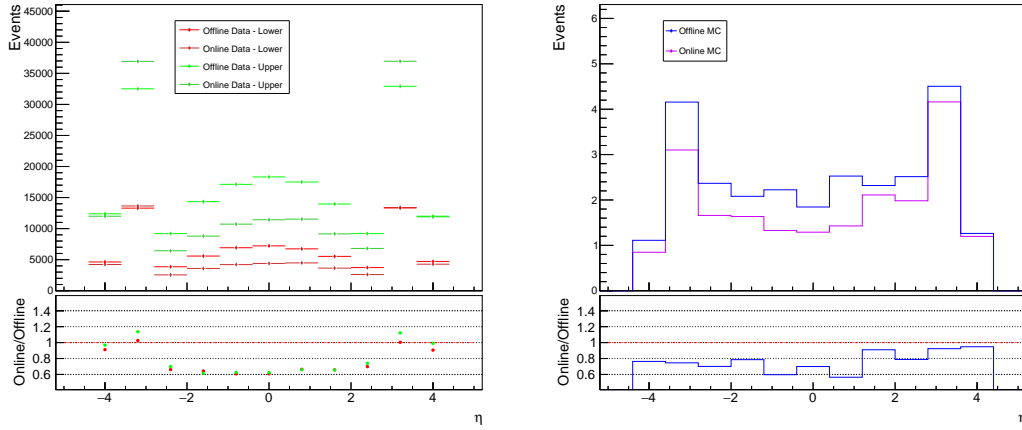 Events
45000
40000
35000
30000
25000
20000
15000
10000
5000
0
Offline Data - Lower
Online Data - Lower
Offline Data - Upper
Online Data - Upper
Online/Offline
1.4
1.2
1
0.8
0.6
−4 −2 0 2 4
η
Events
6
5
4
3
2
1
0
Offline MC
Online MC
Online/Offline
1.4
1.2
1
0.8
0.6
−4 −2 0 2 4
η